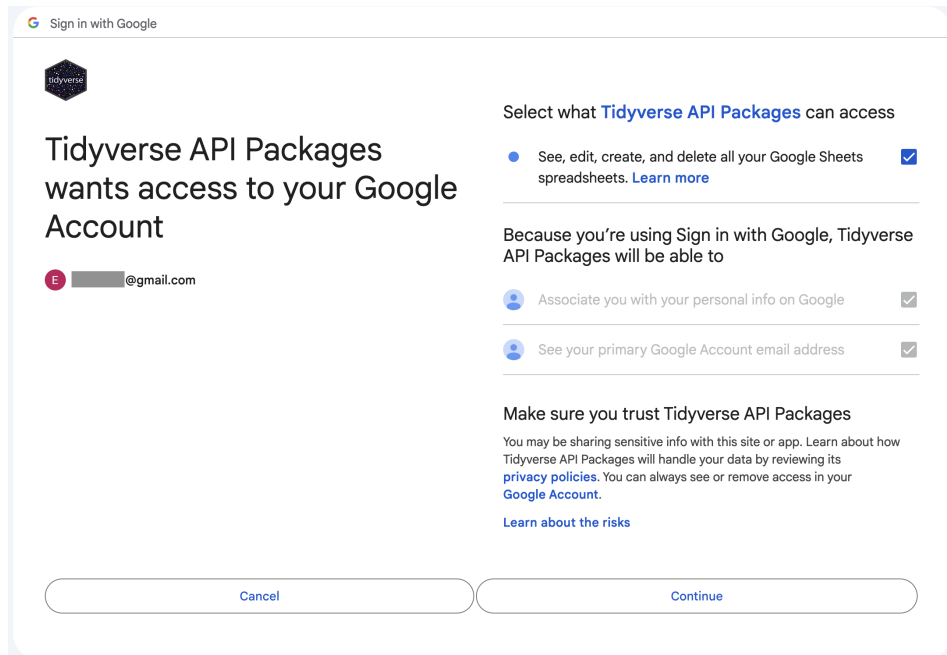 Sign in with Google
tidyverse
Tidyverse API Packages
wants access to your Google
Account
E
@gmail.com
Select what Tidyverse API Packages can access
See, edit, create, and delete all your Google Sheets
spreadsheets. Learn more
Because you’re using Sign in with Google, Tidyverse
API Packages will be able to
Associate you with your personal info on Google
See your primary Google Account email address
Make sure you trust Tidyverse API Packages
You may be sharing sensitive info with this site or app. Learn about how
Tidyverse API Packages will handle your data by reviewing its
privacy policies. You can always see or remove access in your
Google Account.
Learn about the risks
Cancel
Continue